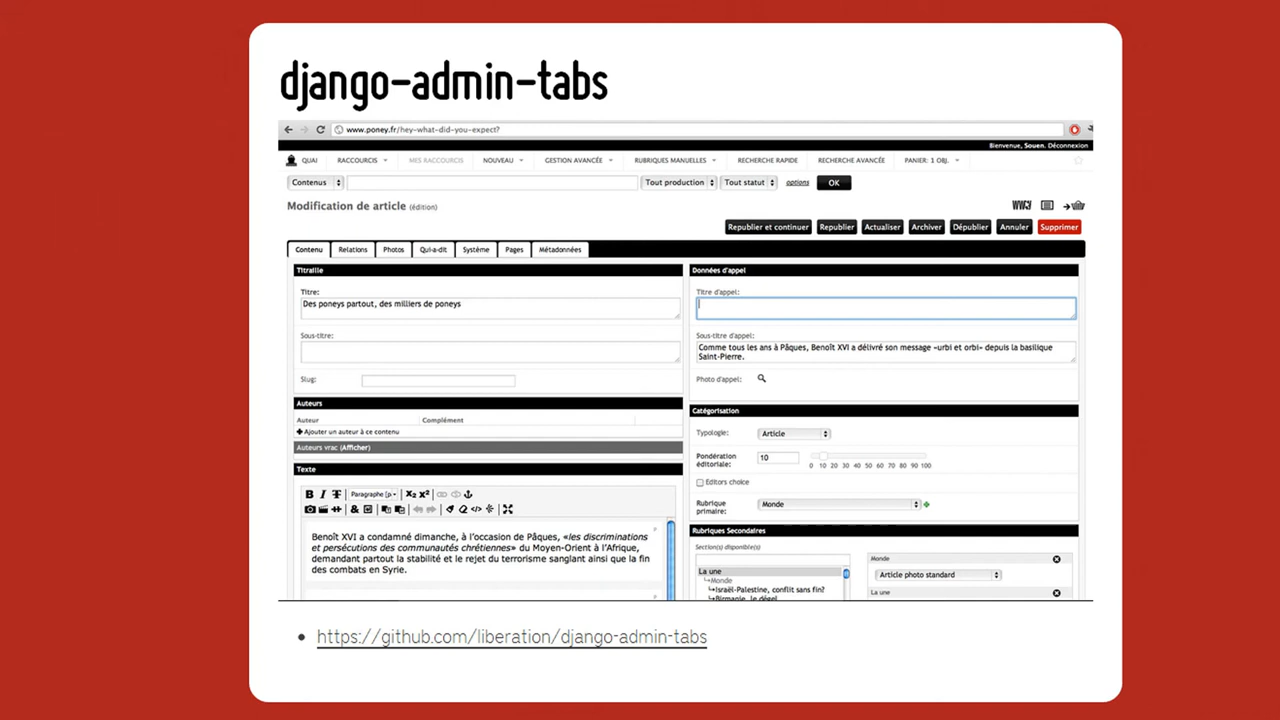 django-admin-tabs
www.poney.fr/hey-what-did-you-expect?
Bienvenue, Souen. Déconnexion
QUAI RACCOURCIS MES RACCOURCIS NOUVEAU GESTION AVANCÉE RUBRIQUES MANUELLES RECHERCHE RAPIDE RECHERCHE AVANCÉE PANIER: 1 OBJ.
Contenus Tout production Tout statut options OK
Modification de article (édition)
Republier et continuer Republier Actualiser Archiver Dépublier Annuler Supprimer
Contenu Relations Photos Qui-a-dit Système Pages Métadonnées
Titraille
Titre:
Des poneys partout, des milliers de poneys
Sous-titre:
Slug:
Auteurs
Auteur Complément
Ajouter un auteur à ce contenu
Auteurs vrac (Afficher)
Texte
B I T Paragraphe [p
Benoît XVI a condamné dimanche, à l'occasion de Pâques, «les discriminations
et persécutions des communautés chrétiennes» du Moyen-Orient à l'Afrique,
demandant partout la stabilité et le rejet du terrorisme sanglant ainsi que la fin
des combats en Syrie.
Données d'appel
Titre d'appel:
Sous-titre d'appel:
Comme tous les ans à Pâques, Benoît XVI a délivré son message «urbi et orbi» depuis la basilique
Saint-Pierre.
Photo d'appel:
Catégorisation
Typologie: Article
Pondération
éditoriale: 10
0 10 20 30 40 50 60 70 80 90 100
Editors choice
Rubrique
primaire: Monde
Rubriques Secondaires
Section(s) disponible(s)
La une
Monde
Israël-Palestine, conflit sans fin?
Birmanie, le dégel
Monde
Article photo standard
La une
https://github.com/liberation/django-admin-tabs